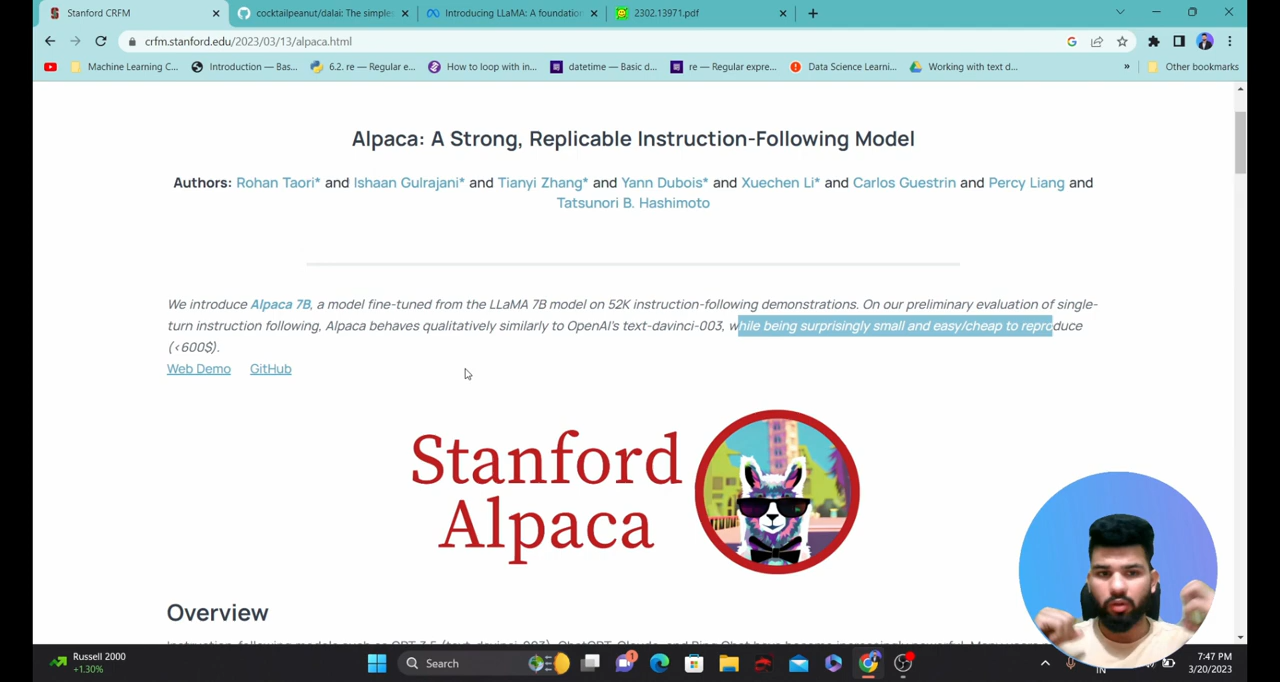 Stanford CRFM
cocktailpeanut/dalai: The simples
Introducing LLaMA: A foundation
2302.13971.pdf
crfm.stanford.edu/2023/03/13/alpaca.html
Machine Learning C...
Introduction — Bas...
6.2. re — Regular e...
How to loop with in...
datetime — Basic d...
re — Regular expre...
Data Science Learni...
Working with text d...
»
Other bookmarks
Alpaca: A Strong, Replicable Instruction-Following Model
Authors: Rohan Taori* and Ishaan Gulrajani* and Tianyi Zhang* and Yann Dubois* and Xuechen Li* and Carlos Guestrin and Percy Liang and
Tatsunori B. Hashimoto
We introduce Alpaca 7B, a model fine-tuned from the LLaMA 7B model on 52K instruction-following demonstrations. On our preliminary evaluation of single-
turn instruction following, Alpaca behaves qualitatively similarly to OpenAI's text-davinci-003, while being surprisingly small and easy/cheap to reproduce
(<600$).
Web Demo GitHub
Stanford
Alpaca
Overview
Russell 2000
+1.30%
Search
1
IN
7:47 PM
3/20/2023